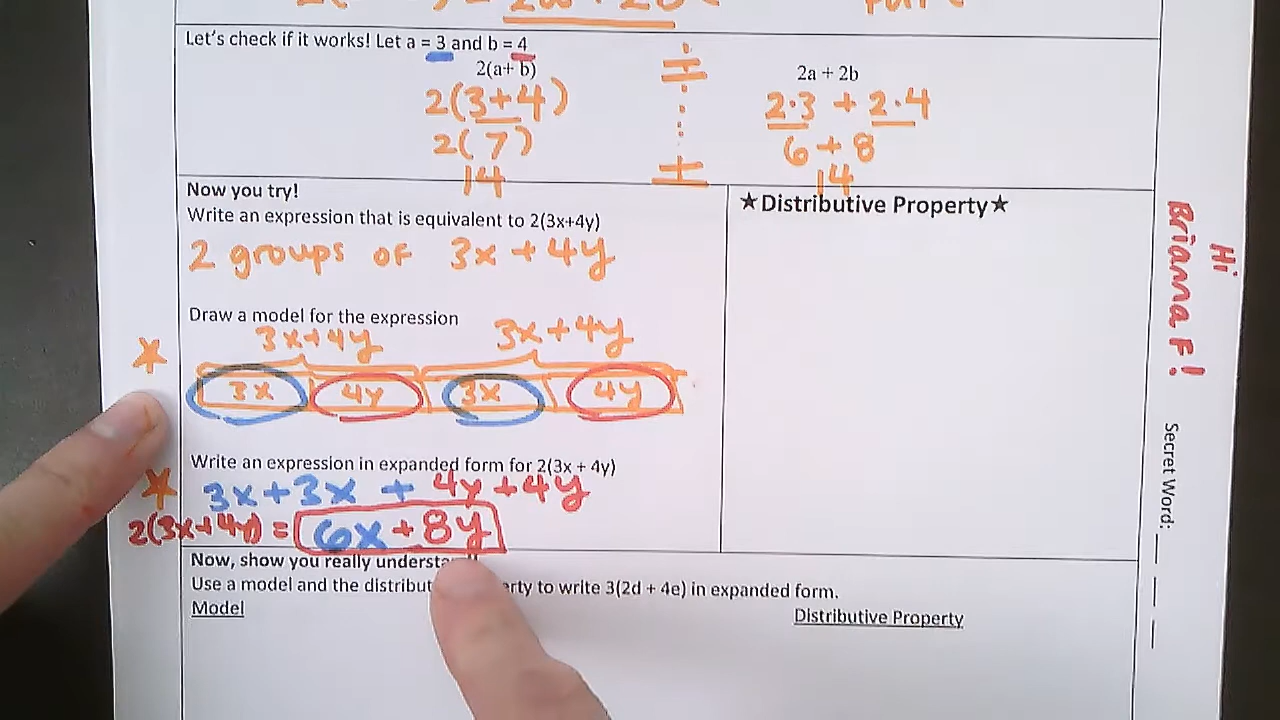 Let's check if it works! Let a = 3 and b = 4
2(a+ b)
2a + 2b
2(3+4)
2·3 + 2·4
2(7)
6+8
14
14
Now you try!
Write an expression that is equivalent to 2(3x+4y)
2 groups of 3x + 4y
Draw a model for the expression
3x+4y 3x+4y
3x 4y 3x 4y
Write an expression in expanded form for 2(3x + 4y)
3x+3x + 4y+4y
2(3x+4y) = 6x+8y
★Distributive Property★
Now, show you really
Use a model and the property to write 3(2d + 4e) in expanded form.
Model
Distributive Property
Hi
Briana F!
Secret Word: _ _ _